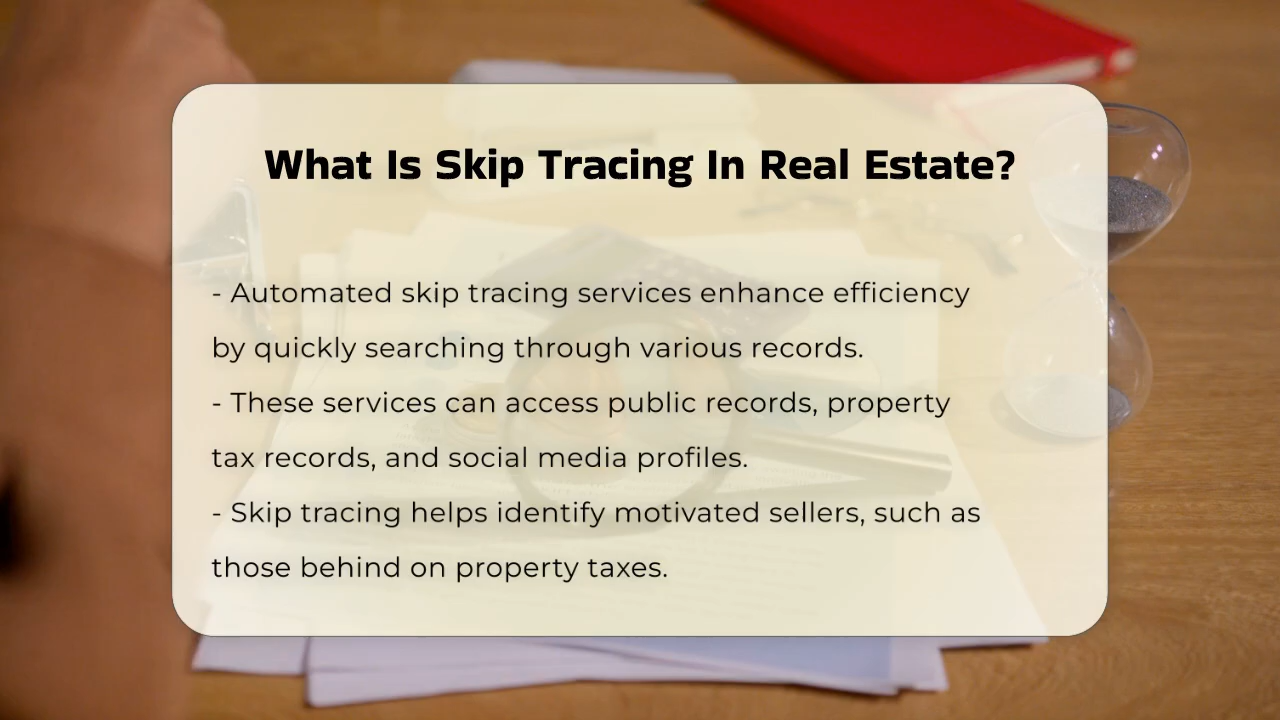 What Is Skip Tracing In Real Estate?
- Automated skip tracing services enhance efficiency
by quickly searching through various records.
- These services can access public records, property
tax records, and social media profiles.
- Skip tracing helps identify motivated sellers, such as
those behind on property taxes.